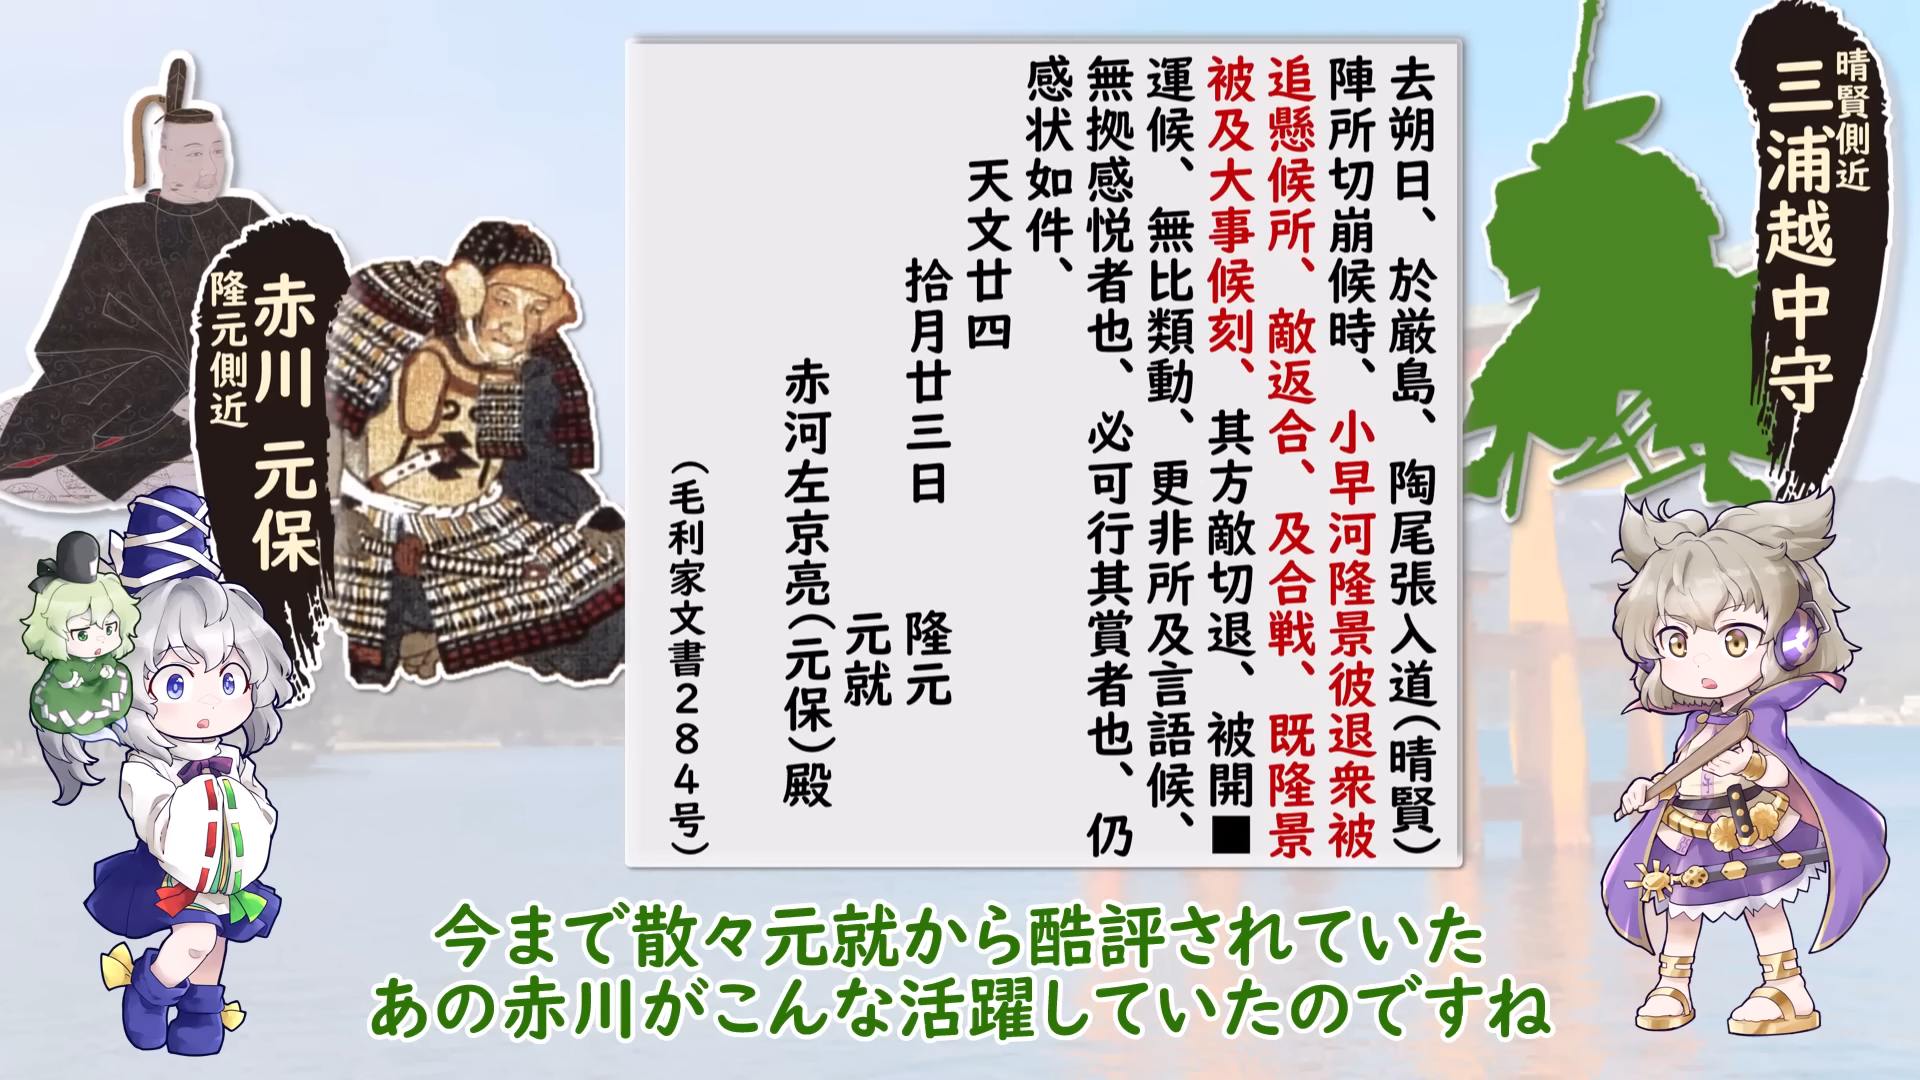 晴賢側近
三浦越中守
去朔日、於厳島、陶尾張入道(晴賢)
陣所切崩候時、小早河隆景彼退衆被
追懸候所、敵返合、及合戦、既隆景
被及大事候刻、其方敵切退、被開■
運候、無比類動、更非所及言語候、
無拠感悦者也、必可行其賞者也、仍
感状如件、
天文廿四
拾月廿三日 隆元
元就
赤河左京亮(元保)殿
(毛利家文書284号)
赤川 元保
隆元側近
今まで散々元就から酷評されていた
あの赤川がこんな活躍していたのですね